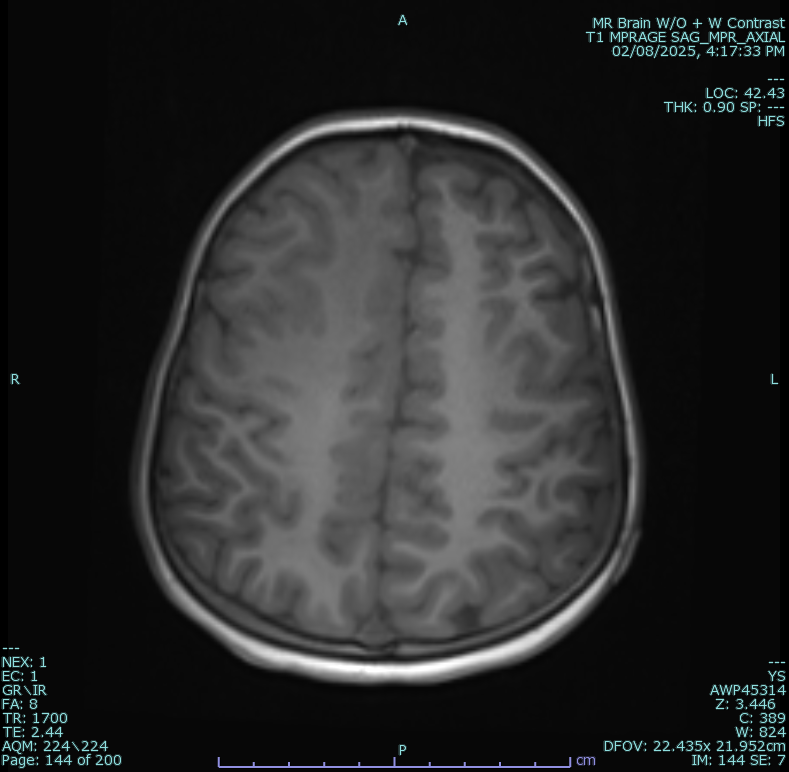 A
MR Brain W/O + W Contrast
T1 MPRAGE SAG_MPR_AXIAL
02/08/2025, 4:17:33 PM
---
LOC: 42.43
THK: 0.90 SP: ---
HFS
R
L
---
NEX: 1
EC: 1
GR\IR
FA: 8
TR: 1700
TE: 2.44
AQM: 224\224
Page: 144 of 200
P
cm
---
YS
AWP45314
Z: 3.446
C: 389
W: 824
DFOV: 22.435x 21.952cm
IM: 144 SE: 7